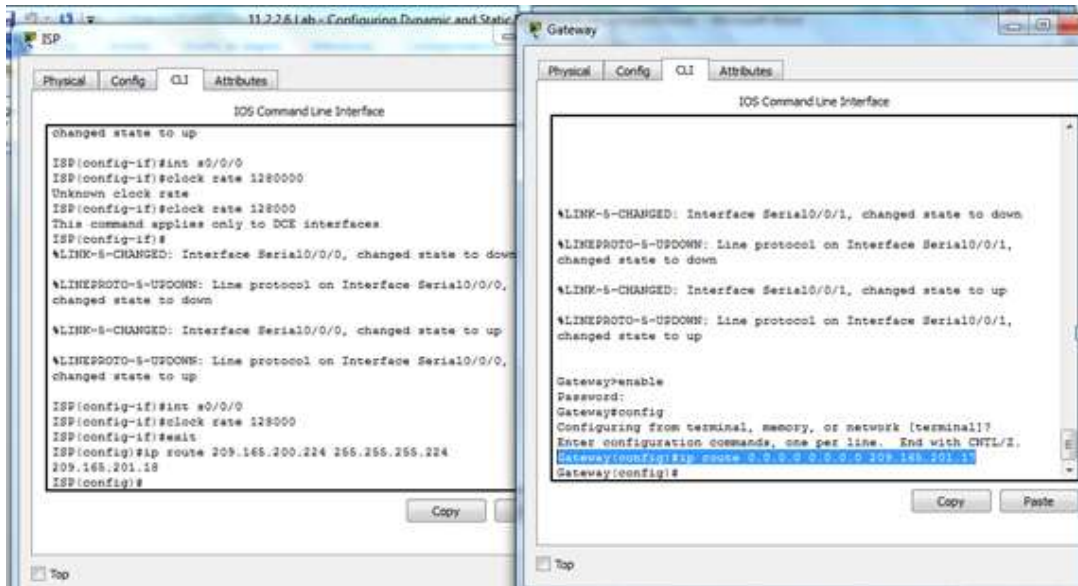 11.2.2.6 Lab - Configuring Dynamic and Static
ISP
Physical Config CLI Attributes
IOS Command Line Interface
changed state to up
ISP(config-if)#int s0/0/0
ISP(config-if)#clock rate 1280000
Unknown clock rate
ISP(config-if)#clock rate 128000
This command applies only to DCE interfaces
ISP(config-if)#
%LINK-5-CHANGED: Interface Serial0/0/0, changed state to down
%LINEPROTO-5-UPDOWN: Line protocol on Interface Serial0/0/0,
changed state to down
%LINK-5-CHANGED: Interface Serial0/0/0, changed state to up
%LINEPROTO-5-UPDOWN: Line protocol on Interface Serial0/0/0,
changed state to up
ISP(config-if)#int s0/0/0
ISP(config-if)#clock rate 128000
ISP(config-if)#exit
ISP(config)#ip route 209.165.200.224 255.255.255.224
209.165.201.18
ISP(config)#
Copy
Top
Gateway
Physical Config CLI Attributes
IOS Command Line Interface
%LINK-5-CHANGED: Interface Serial0/0/1, changed state to down
%LINEPROTO-5-UPDOWN: Line protocol on Interface Serial0/0/1,
changed state to down
%LINK-5-CHANGED: Interface Serial0/0/1, changed state to up
%LINEPROTO-5-UPDOWN: Line protocol on Interface Serial0/0/1,
changed state to up
Gateway>enable
Password:
Gateway#config
Configuring from terminal, memory, or network [terminal]?
Enter configuration commands, one per line. End with CNTL/Z.
Gateway(config)#ip route 0.0.0.0 0.0.0.0 209.165.201.17
Gateway(config)#
Copy Paste
Top